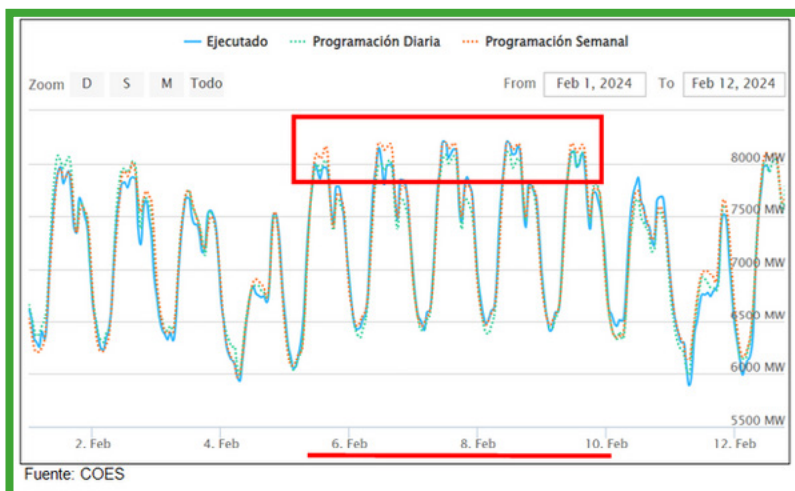 Ejecutado Programación Diaria Programación Semanal
Zoom D S M Todo From Feb 1, 2024 To Feb 12, 2024
8000 MW
7500 MW
7000 MW
6500 MW
6000 MW
5500 MW
2. Feb 4. Feb 6. Feb 8. Feb 10. Feb 12. Feb
Fuente: COES